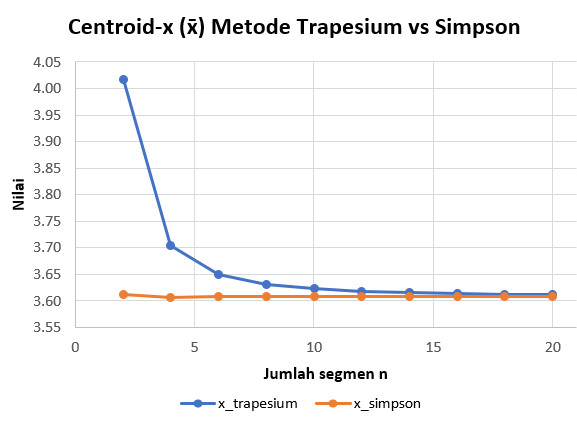 Centroid-x (x̄) Metode Trapesium vs Simpson
4.05
4.00
3.95
3.90
3.85
3.80
3.75
3.70
3.65
3.60
3.55
Nilai
0 5 10 15 20
Jumlah segmen n
x_trapesium x_simpson